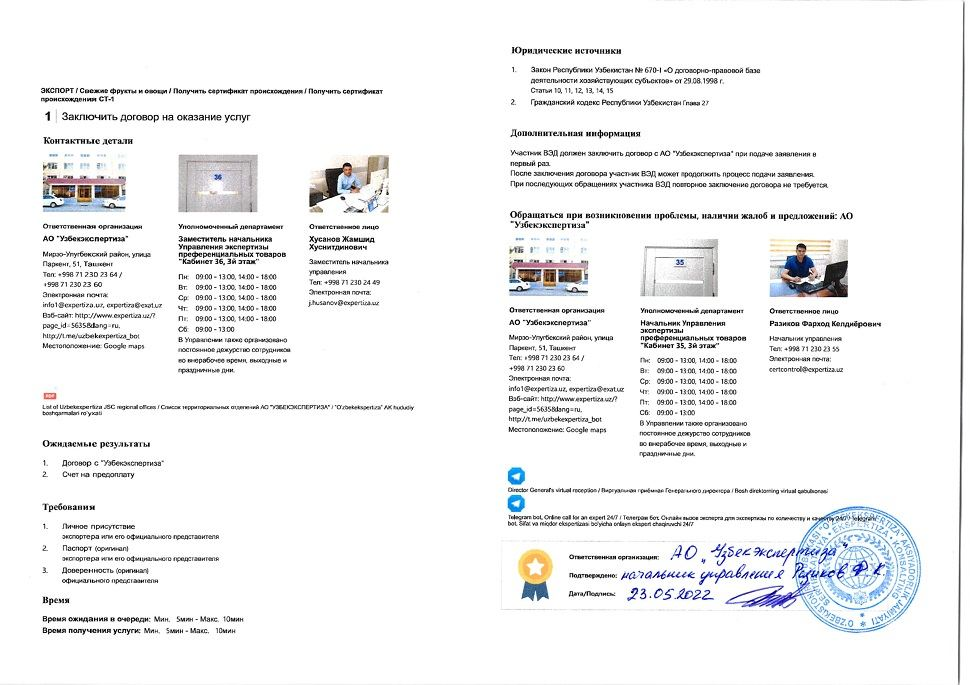 ЭКСПОРТ / Свежие фрукты и овощи / Получить сертификат происхождения / Получить сертификат
происхождения СТ-1
1 Заключить договор на оказание услуг
Контактные детали
36
Ответственная организация
АО "Узбекэкспертиза"
Мирзо-Улугбекский район, улица
Паркент, 51, Ташкент
Тел: +998 71 230 23 64 /
+998 71 230 23 60
Электронная почта:
info1@expertiza.uz, expertiza@exat.uz
Вэб-сайт: http://www.expertiza.uz/?
page_id=5635&lang=ru,
http://t.me/uzbekexpertiza_bot
Местоположение: Google maps
Уполномоченный департамент
Заместитель начальника
Управления экспертизы
преференциальных товаров
"Кабинет 36, 3й этаж"
Пн: 09:00 - 13:00, 14:00 - 18:00
Вт: 09:00 - 13:00, 14:00 - 18:00
Ср: 09:00 - 13:00, 14:00 - 18:00
Чт: 09:00 - 13:00, 14:00 - 18:00
Пт: 09:00 - 13:00, 14:00 - 18:00
Сб: 09:00 - 13:00
В Управлении также организовано
постоянное дежурство сотрудников
во внерабочее время, выходные и
праздничные дни.
Ответственное лицо
Хусанов Жамшид
Хуснитдинович
Заместитель начальника
управления
Тел: +998 71 230 24 49
Электронная почта:
j.husanov@expertiza.uz
PDF
List of Uzbekexpertiza JSC regional offices / Список территориальных отделений АО "УЗБЕКЭКСПЕРТИЗА" / "O'zbekekspertiza" AK hududiy
boshqarmalari ro'yxati
Ожидаемые результаты
1. Договор с "Узбекэкспертиза"
2. Счет на предоплату
Требования
1. Личное присутствие
экспортера или его официального представителя
2. Паспорт (оригинал)
экспортера или его официального представителя
3. Доверенность (оригинал)
официального представителя
Время
Время ожидания в очереди: Мин. 5мин - Макс. 10мин
Время получения услуги: Мин. 5мин - Макс. 10мин
Юридические источники
1. Закон Республики Узбекистан № 670-I «О договорно-правовой базе
деятельности хозяйствующих субъектов» от 29.08.1998 г.
Статьи 10, 11, 12, 13, 14, 15
2. Гражданский кодекс Республики Узбекистан Глава 27
Дополнительная информация
Участник ВЭД должен заключить договор с АО "Узбекэкспертиза" при подаче заявления в
первый раз.
После заключения договора участник ВЭД может продолжить процесс подачи заявления.
При последующих обращениях участника ВЭД повторное заключение договора не требуется.
Обращаться при возникновении проблемы, наличии жалоб и предложений: АО
"Узбекэкспертиза"
35
Ответственная организация
АО "Узбекэкспертиза"
Мирзо-Улугбекский район, улица
Паркент, 51, Ташкент
Тел: +998 71 230 23 64 /
+998 71 230 23 60
Электронная почта:
info1@expertiza.uz, expertiza@exat.uz
Вэб-сайт: http://www.expertiza.uz/?
page_id=5635&lang=ru,
http://t.me/uzbekexpertiza_bot
Местоположение: Google maps
Уполномоченный департамент
Начальник Управления
экспертизы
преференциальных товаров
"Кабинет 35, 3й этаж"
Пн: 09:00 - 13:00, 14:00 - 18:00
Вт: 09:00 - 13:00, 14:00 - 18:00
Ср: 09:00 - 13:00, 14:00 - 18:00
Чт: 09:00 - 13:00, 14:00 - 18:00
Пт: 09:00 - 13:00, 14:00 - 18:00
Сб: 09:00 - 13:00
В Управлении также организовано
постоянное дежурство сотрудников
во внерабочее время, выходные и
праздничные дни.
Ответственное лицо
Разиков Фарход Келдиёрович
Начальник управления
Тел: +998 71 230 23 55
Электронная почта:
certcontrol@expertiza.uz
Director General's virtual reception / Виртуальная приёмная Генерального директора / Bosh direktorning virtual qabulxonasi
Telegram bot, Online call for an expert 24/7 / Телеграм бот, Онлайн вызов эксперта для экспертизы по количеству и качеству 24/7 / Telegram
bot, Sifat va miqdor ekspertizasi bo'yicha onlayn ekspert chaqiruvchi 24/7
Ответственная организация: АО "Узбекэкспертиза"
Подтверждено: начальник управления Разиков Ф. К.
Дата/Подпись: 23.05.2022